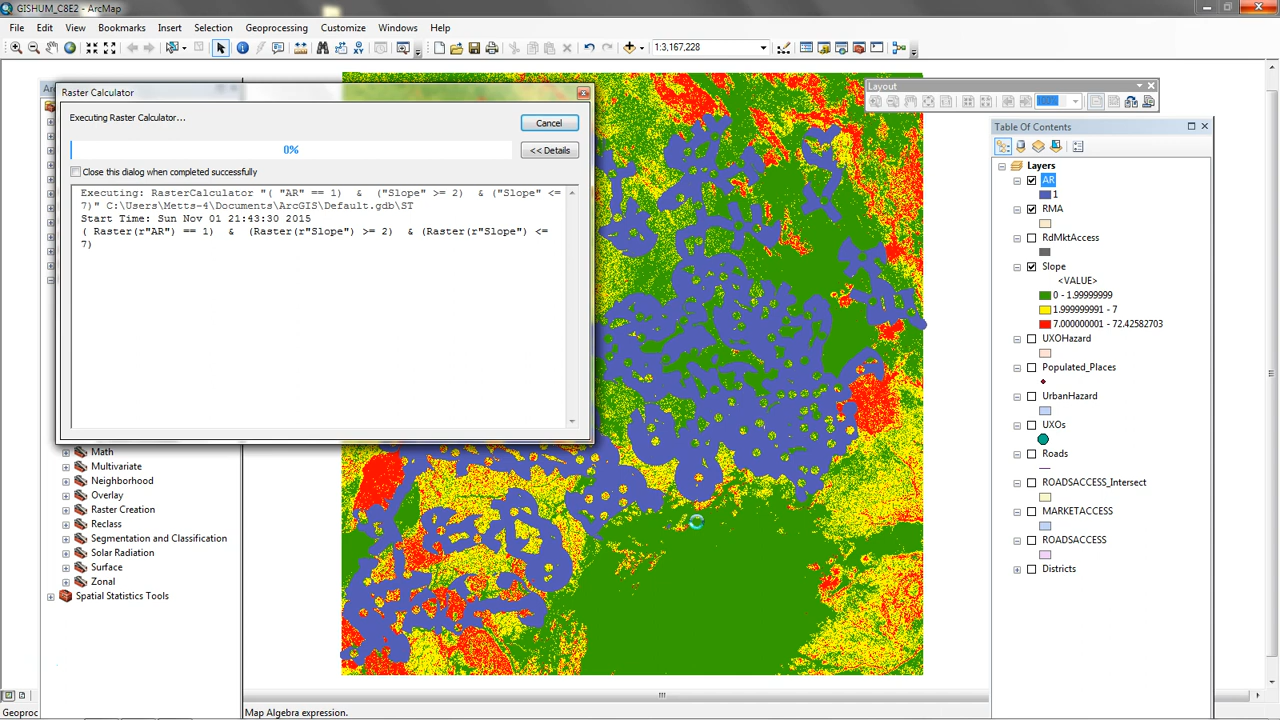 GISHUM_C8E2 - ArcMap
File Edit View Bookmarks Insert Selection Geoprocessing Customize Windows Help
1:3,167,228
Raster Calculator
Executing Raster Calculator...
Cancel
0%
<< Details
Close this dialog when completed successfully
Executing: RasterCalculator "( "AR" == 1)  &  ("Slope" >= 2)  & ("Slope" <=
7)" C:\Users\Metts-4\Documents\ArcGIS\Default.gdb\ST
Start Time: Sun Nov 01 21:43:30 2015
( Raster(r"AR") == 1)  &  (Raster(r"Slope") >= 2)  & (Raster(r"Slope") <=
7)
Math
Multivariate
Neighborhood
Overlay
Raster Creation
Reclass
Segmentation and Classification
Solar Radiation
Surface
Zonal
Spatial Statistics Tools
Layout
Table Of Contents
Layers
AR
1
RMA
RdMktAccess
Slope
<VALUE>
0 - 1.99999999
1.999999991 - 7
7.000000001 - 72.42582703
UXOHazard
Populated_Places
UrbanHazard
UXOs
Roads
ROADSACCESS_Intersect
MARKETACCESS
ROADSACCESS
Districts
Geoproc
Map Algebra expression.